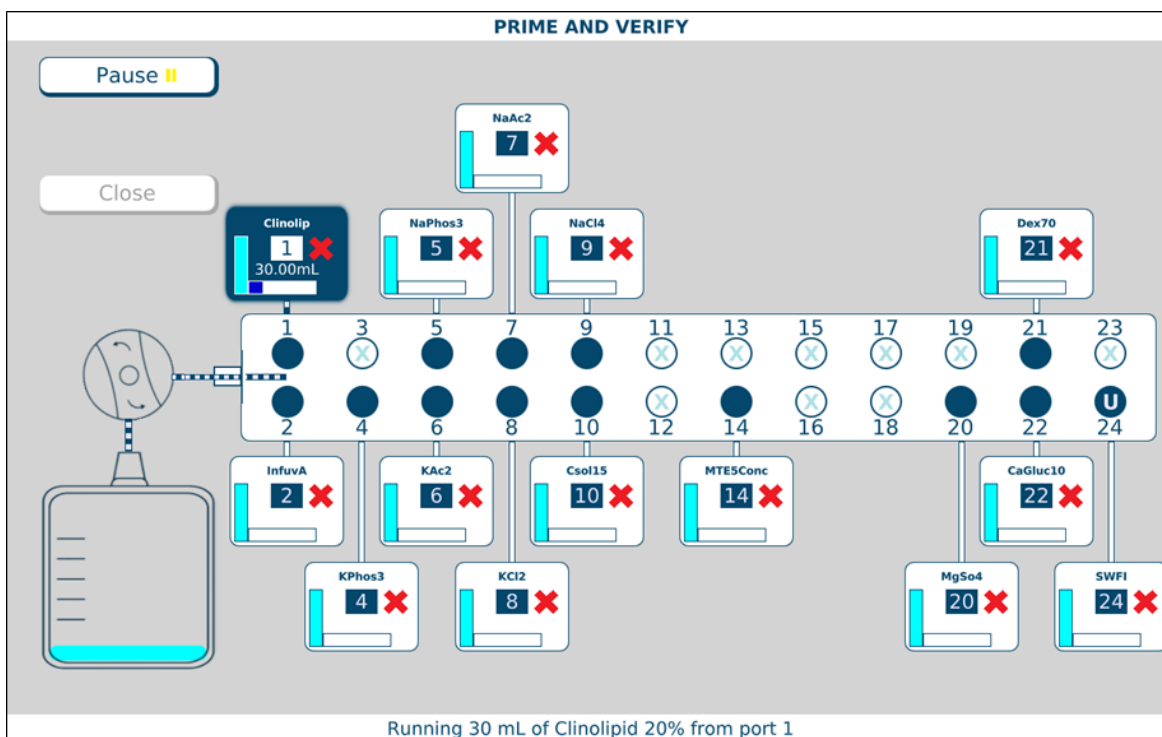 PRIME AND VERIFY
Pause
Close
NaAc2
7
Clinolip
1
30.00mL
NaPhos3
5
NaCl4
9
Dex70
21
1 3 5 7 9 11 13 15 17 19 21 23
X X X X X X X
X X X U
2 4 6 8 10 12 14 16 18 20 22 24
InfuvA
2
KAc2
6
Csol15
10
MTE5Conc
14
CaGluc10
22
KPhos3
4
KCl2
8
MgSo4
20
SWFI
24
Running 30 mL of Clinolipid 20% from port 1